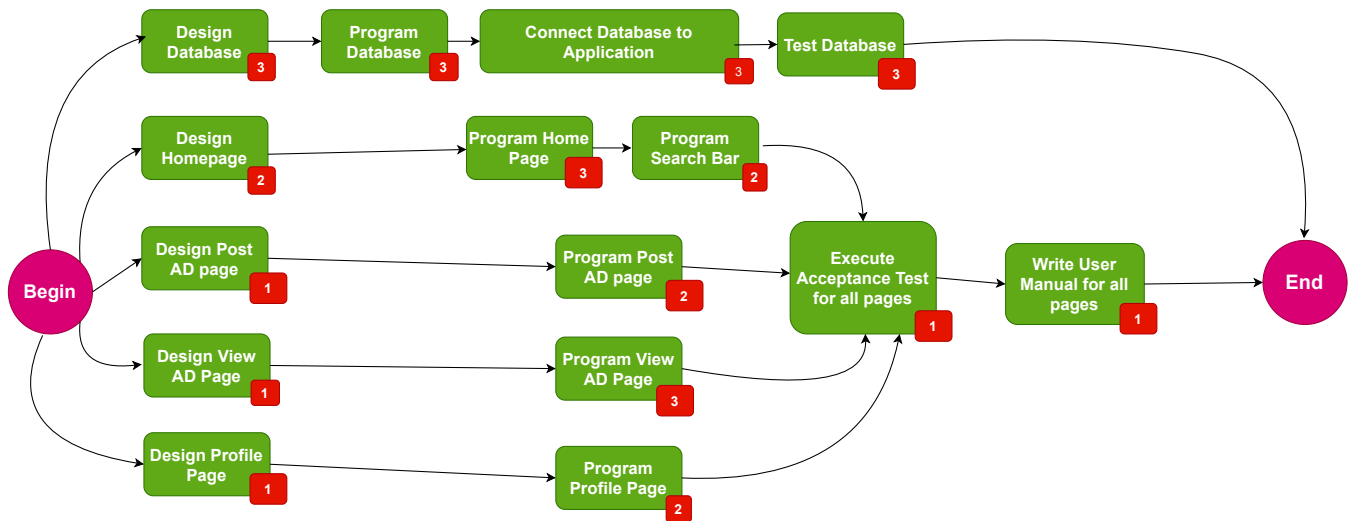 Design
Database
3
Program
Database
3
Connect Database to
Application
3
Test Database
3
Design
Homepage
2
Program Home
Page
3
Program
Search Bar
2
Begin
Design Post
AD page
1
Program Post
AD page
2
Execute
Acceptance Test
for all pages
1
Write User
Manual for all
pages
1
End
Design View
AD Page
1
Program View
AD Page
3
Design Profile
Page
1
Program
Profile Page
2